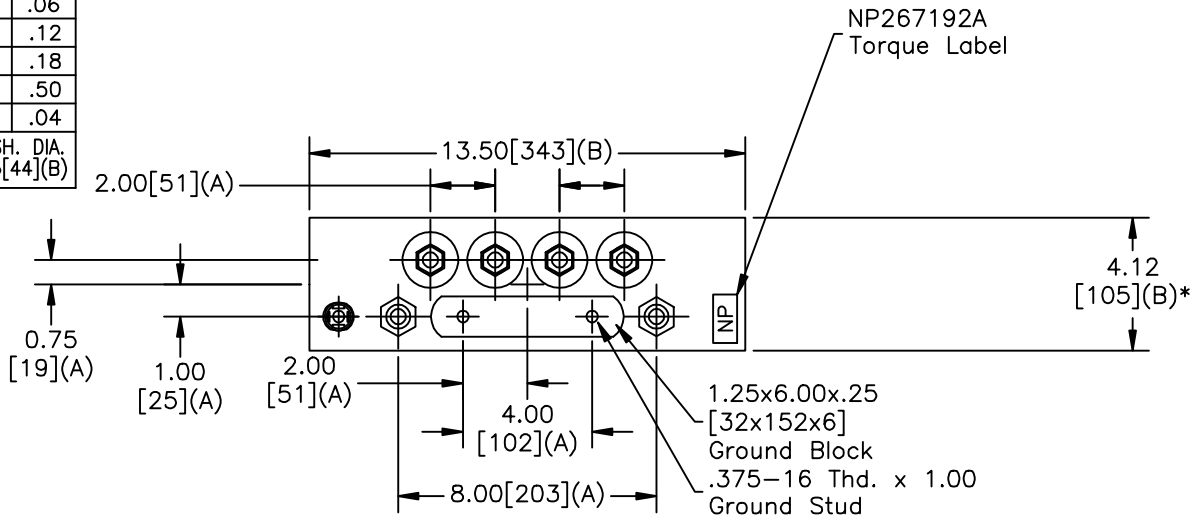 .06
.12
.18
.50
.04
SH. DIA.
[44](B)
NP267192A
Torque Label
13.50[343](B)
2.00[51](A)
4.12
[105](B)*
0.75
[19](A)
1.00
[25](A)
2.00
[51](A)
4.00
[102](A)
8.00[203](A)
NP
1.25x6.00x.25
[32x152x6]
Ground Block
.375-16 Thd. x 1.00
Ground Stud